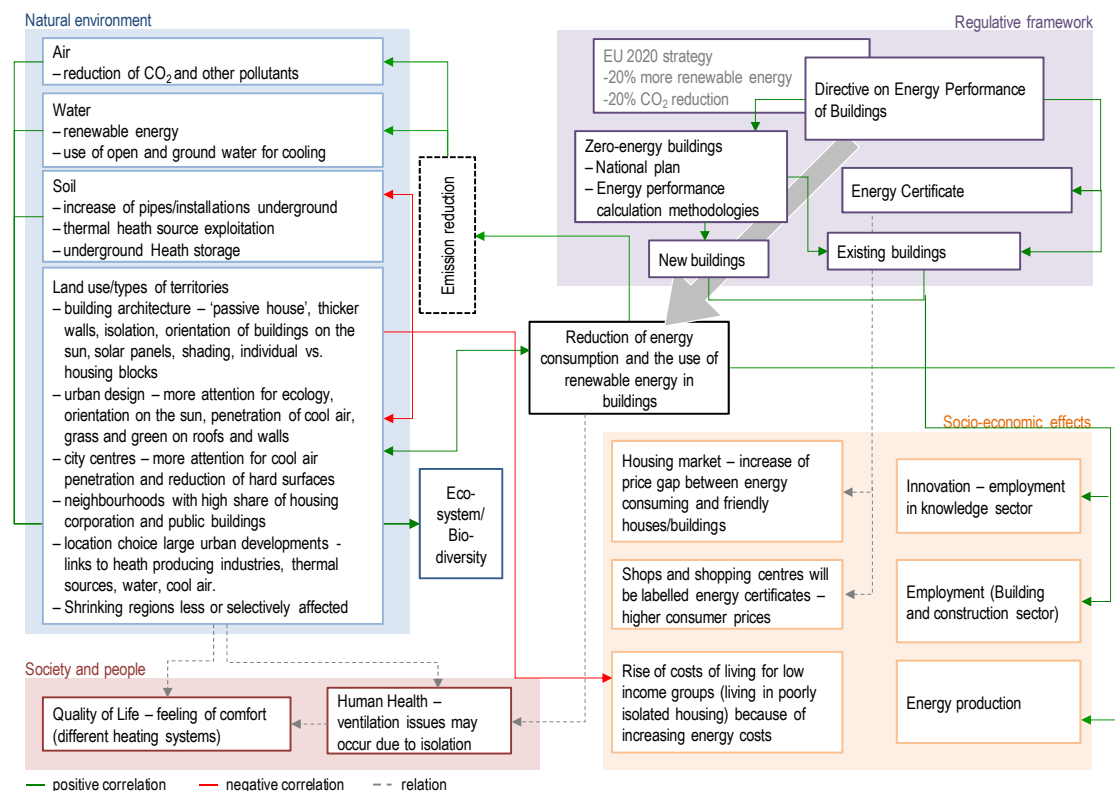 Natural environment
Air
– reduction of CO₂ and other pollutants
Water
– renewable energy
– use of open and ground water for cooling
Soil
– increase of pipes/installations underground
– thermal heath source exploitation
– underground Heath storage
Land use/types of territories
– building architecture – ‘passive house’, thicker
walls, isolation, orientation of buildings on the
sun, solar panels, shading, individual vs.
housing blocks
– urban design – more attention for ecology,
orientation on the sun, penetration of cool air,
grass and green on roofs and walls
– city centres – more attention for cool air
penetration and reduction of hard surfaces
– neighbourhoods with high share of housing
corporation and public buildings
– location choice large urban developments -
links to heath producing industries, thermal
sources, water, cool air.
– Shrinking regions less or selectively affected
Emission reduction
Eco-
system/
Bio-
diversity
Regulative framework
EU 2020 strategy
-20% more renewable energy
-20% CO₂ reduction
Directive on Energy Performance
of Buildings
Zero-energy buildings
– National plan
– Energy performance
calculation methodologies
Energy Certificate
New buildings
Existing buildings
Reduction of energy
consumption and the use of
renewable energy in
buildings
Socio-economic effects
Housing market – increase of
price gap between energy
consuming and friendly
houses/buildings
Innovation – employment
in knowledge sector
Shops and shopping centres will
be labelled energy certificates –
higher consumer prices
Employment (Building
and construction sector)
Rise of costs of living for low
income groups (living in poorly
isolated housing) because of
increasing energy costs
Energy production
Society and people
Quality of Life – feeling of comfort
(different heating systems)
Human Health –
ventilation issues may
occur due to isolation
positive correlation
negative correlation
relation